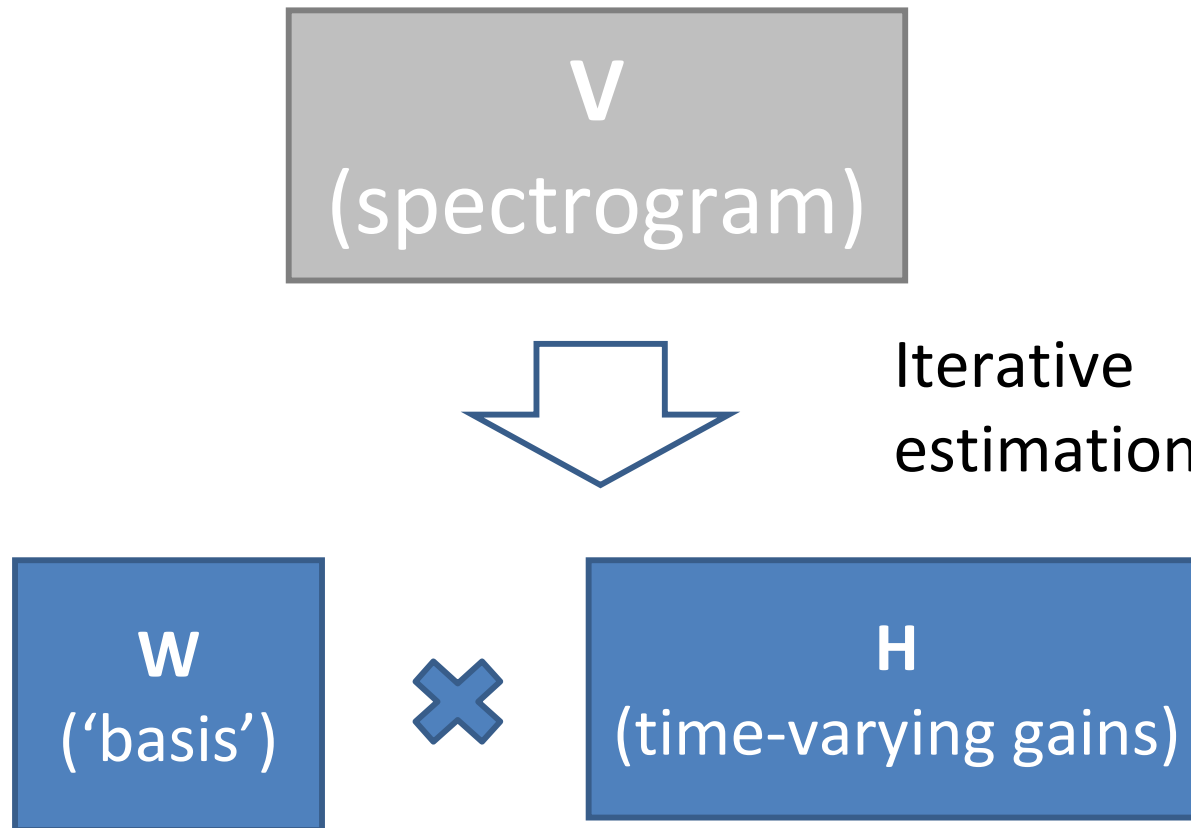 V
(spectrogram)
Iterative
estimation
W
(‘basis’)
H
(time-varying gains)